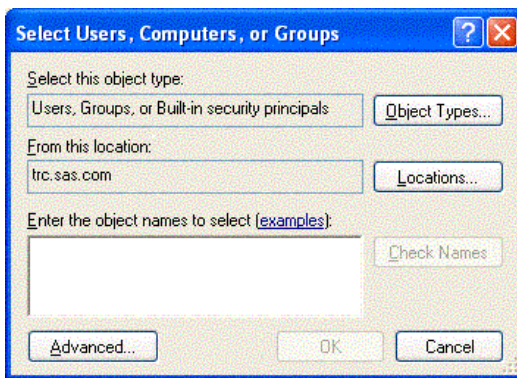 Select Users, Computers, or Groups
Select this object type:
Users, Groups, or Built-in security principals
Object Types...
From this location:
trc.sas.com
Locations...
Enter the object names to select (examples):
Check Names
Advanced...
OK
Cancel